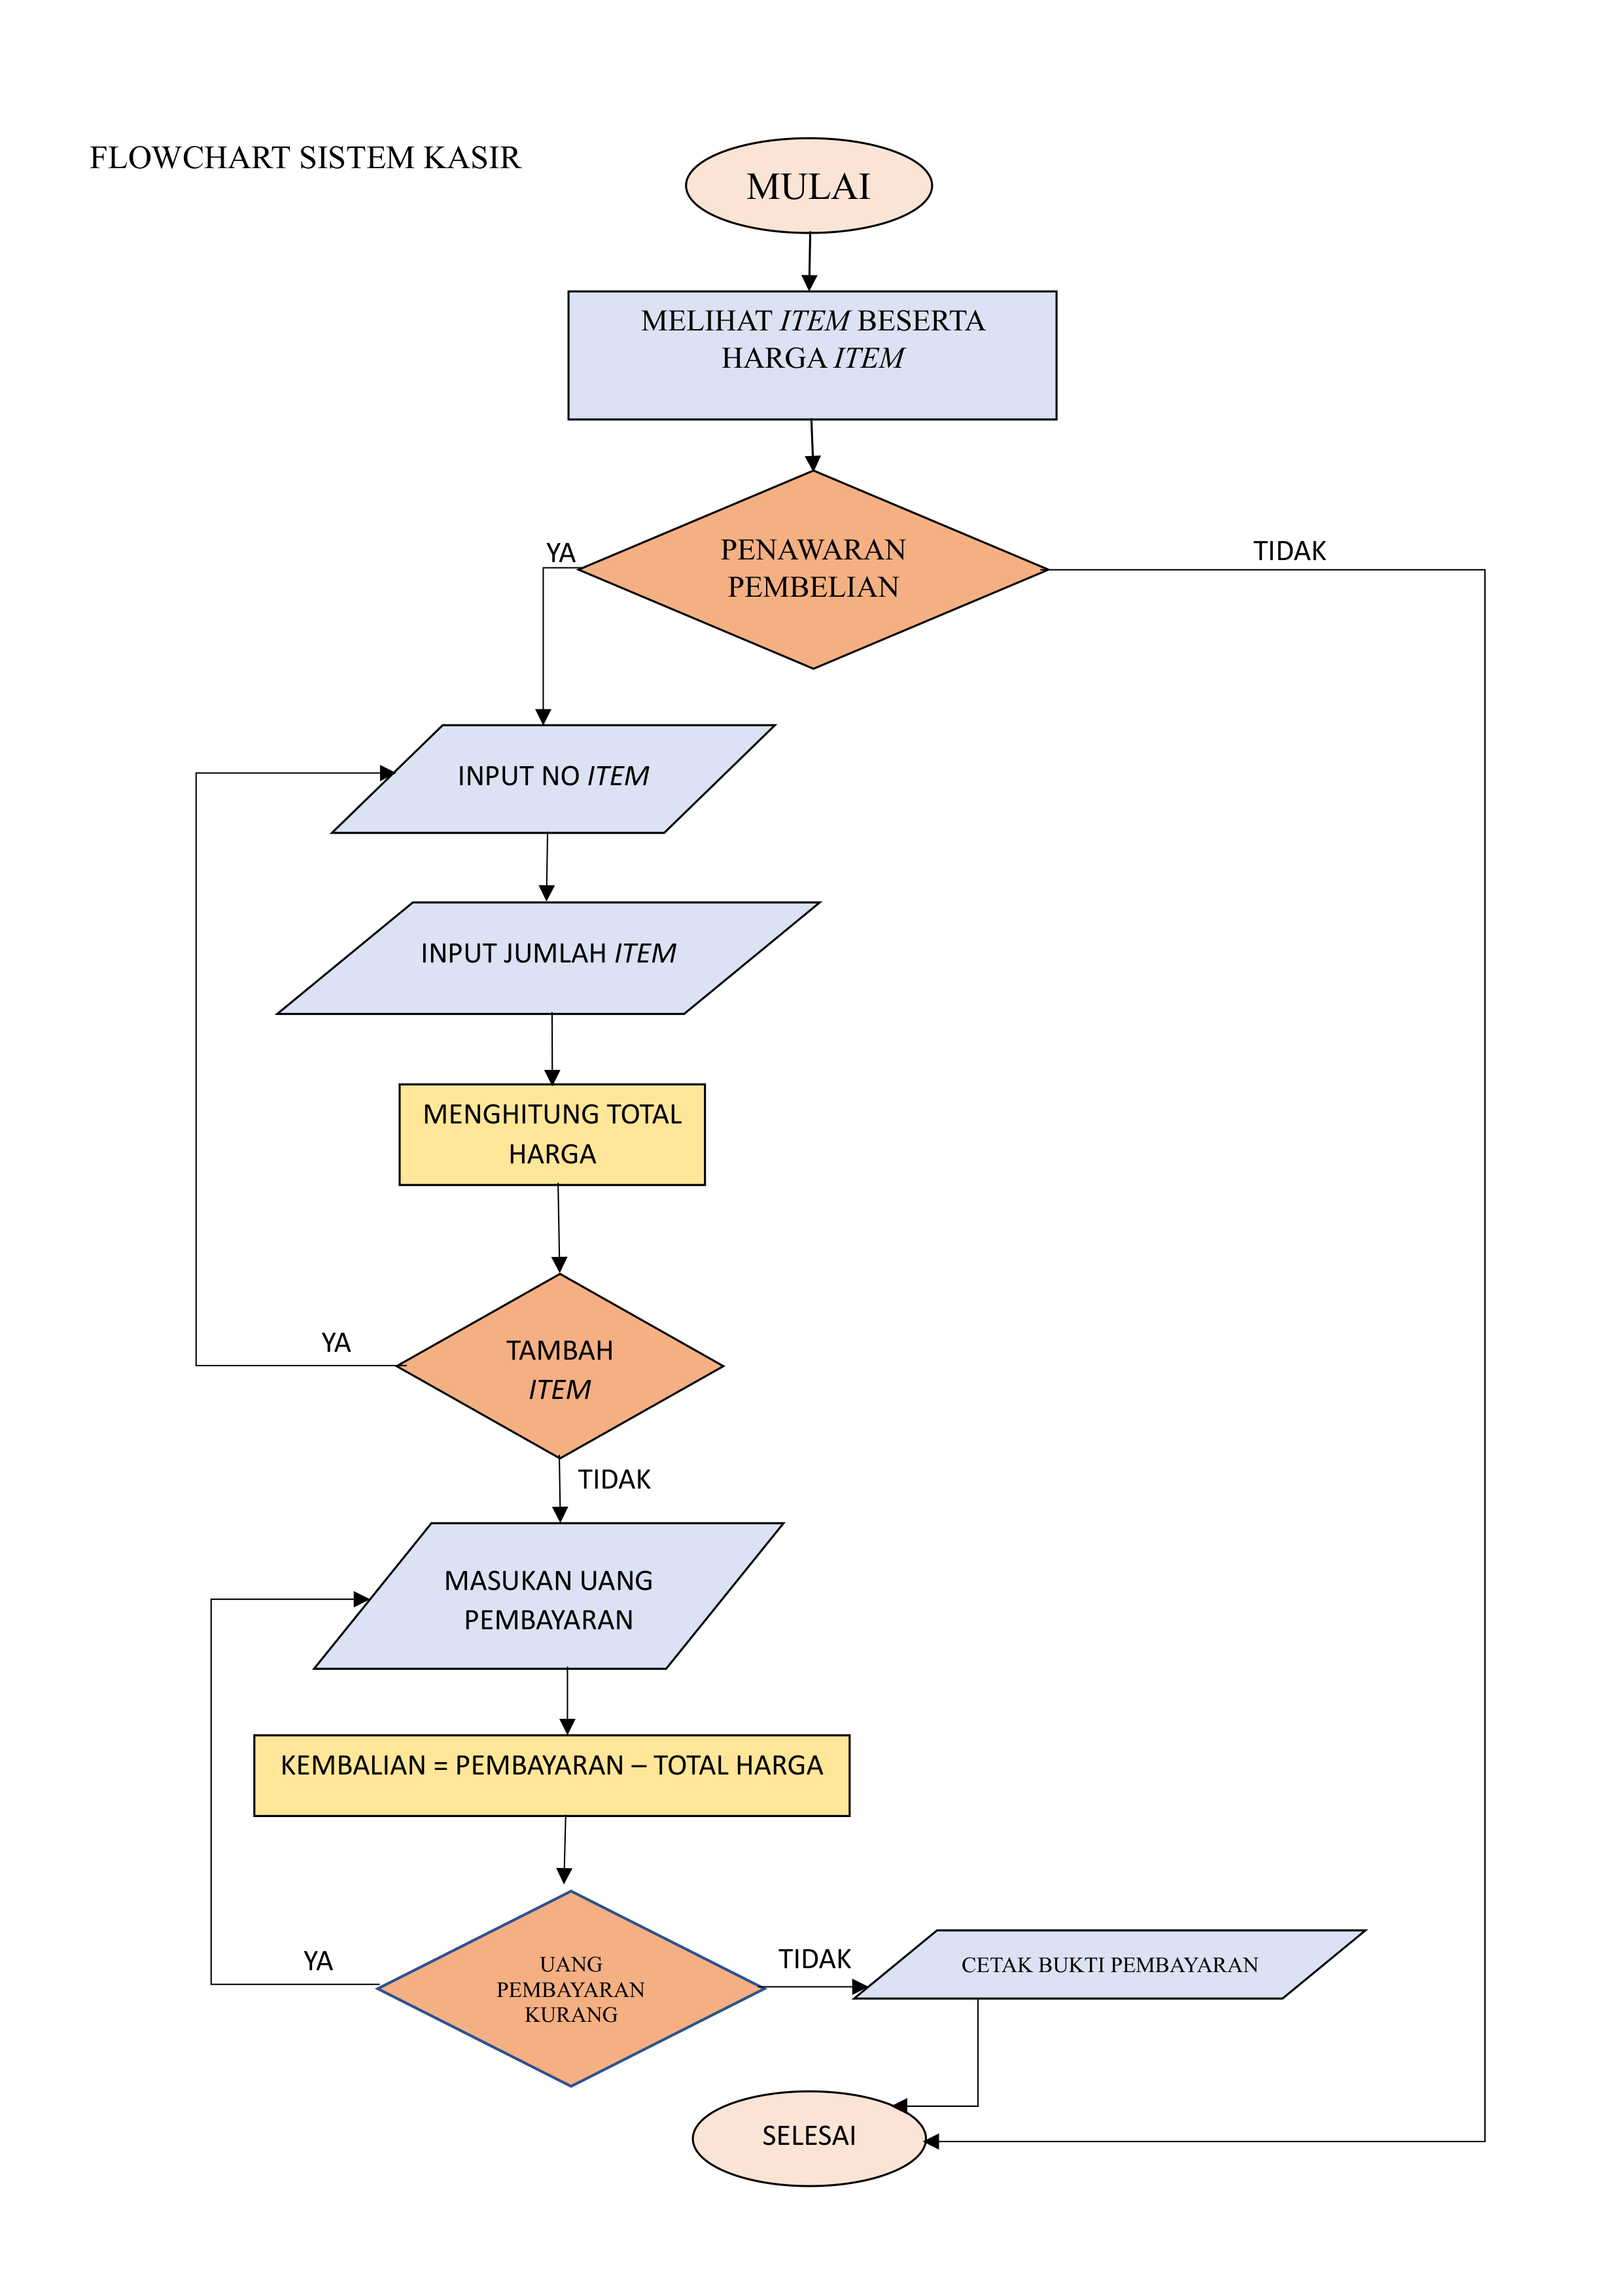 FLOWCHART SISTEM KASIR
MULAI
MELIHAT ITEM BESERTA
HARGA ITEM
YA
PENAWARAN
PEMBELIAN
TIDAK
INPUT NO ITEM
INPUT JUMLAH ITEM
MENGHITUNG TOTAL
HARGA
YA
TAMBAH
ITEM
TIDAK
MASUKAN UANG
PEMBAYARAN
KEMBALIAN = PEMBAYARAN – TOTAL HARGA
YA
UANG
PEMBAYARAN
KURANG
TIDAK
CETAK BUKTI PEMBAYARAN
SELESAI